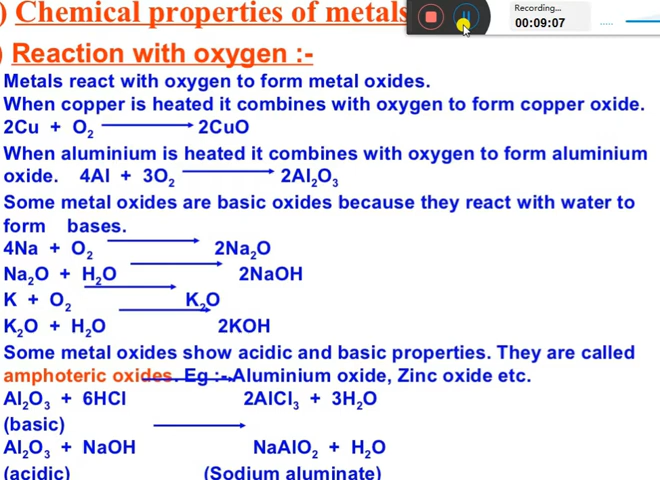 ) Chemical properties of metals
Recording...
00:09:07
) Reaction with oxygen :-
Metals react with oxygen to form metal oxides.
When copper is heated it combines with oxygen to form copper oxide.
2Cu + O₂ → 2CuO
When aluminium is heated it combines with oxygen to form aluminium
oxide. 4Al + 3O₂ → 2Al₂O₃
Some metal oxides are basic oxides because they react with water to
form bases.
4Na + O₂ → 2Na₂O
Na₂O + H₂O → 2NaOH
K + O₂ → K₂O
K₂O + H₂O → 2KOH
Some metal oxides show acidic and basic properties. They are called
amphoteric oxides. Eg :- Aluminium oxide, Zinc oxide etc.
Al₂O₃ + 6HCl → 2AlCl₃ + 3H₂O
(basic)
Al₂O₃ + NaOH → NaAlO₂ + H₂O
(acidic) (Sodium aluminate)